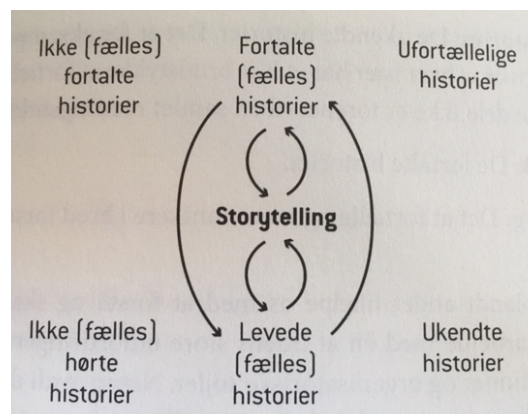 Ikke (fælles)
fortalte
historier
Fortalte
(fælles)
historier
Ufortællelige
historier
Storytelling
Ikke (fælles)
hørte
historier
Levede
(fælles)
historier
Ukendte
historier